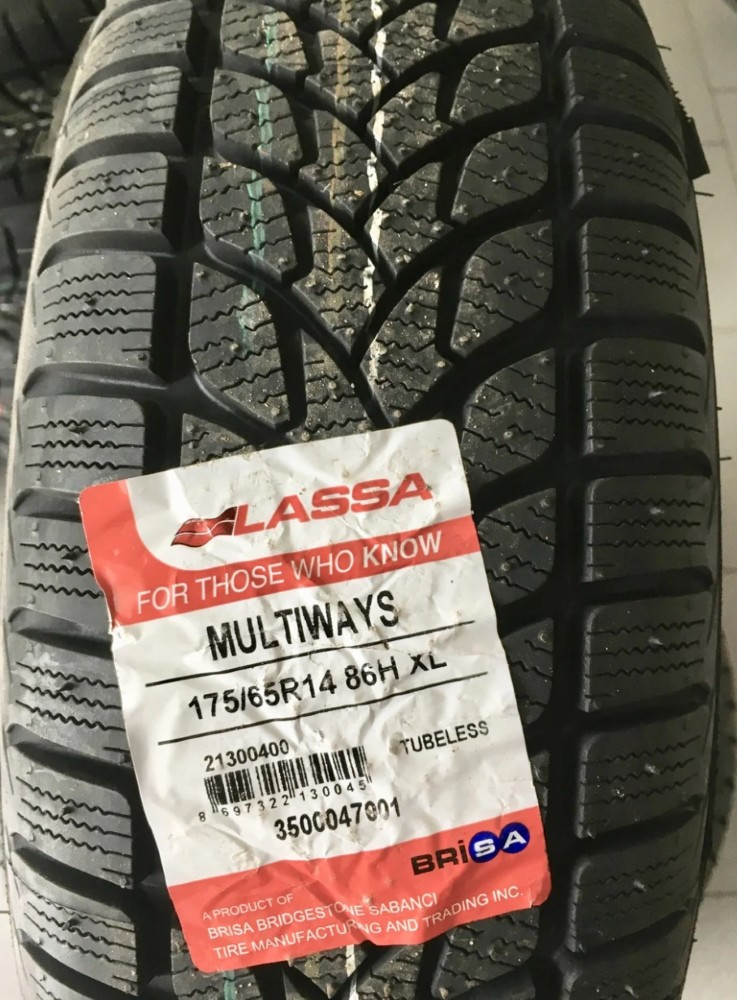 LASSA
FOR THOSE WHO KNOW
MULTIWAYS
175/65R14 86H XL
21300400
TUBELESS
8 697322 130045
3500047001
BRiSA
A PRODUCT OF
BRISA BRIDGESTONE SABANCI
TIRE MANUFACTURING AND TRADING INC.